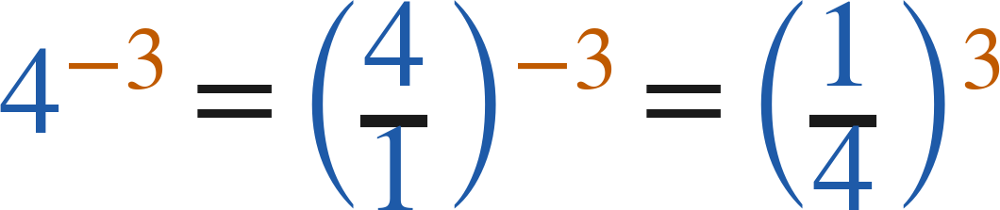 4⁻³ = (4/1)⁻³ = (1/4)³